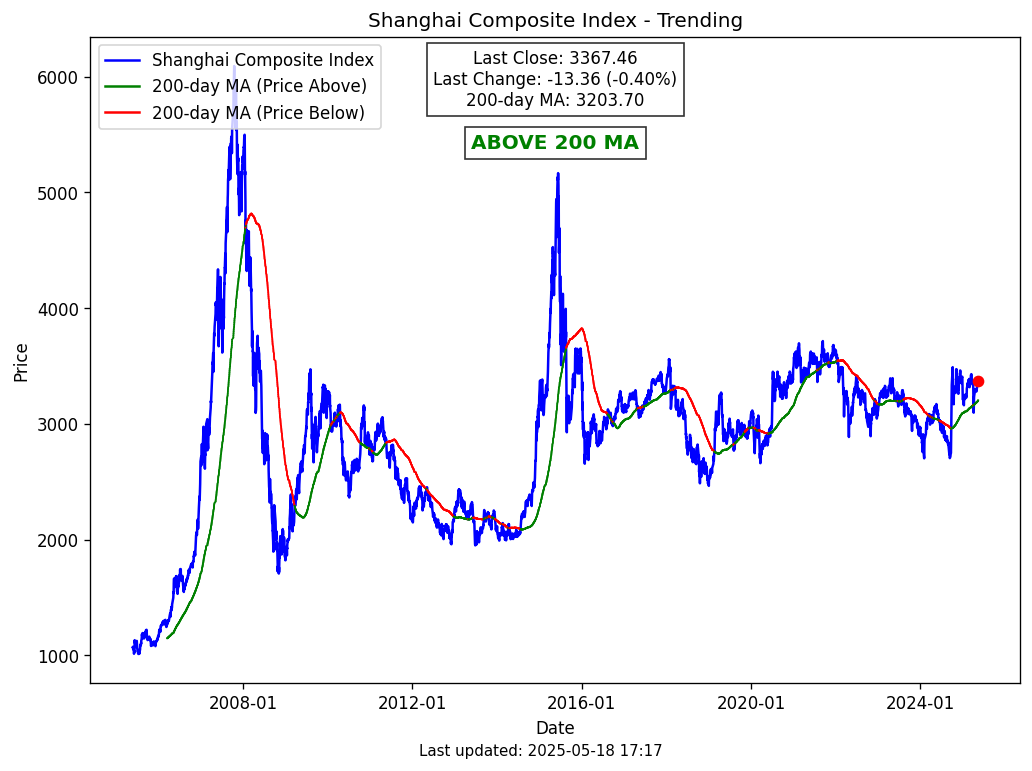 Shanghai Composite Index - Trending
Shanghai Composite Index
200-day MA (Price Above)
200-day MA (Price Below)
Last Close: 3367.46
Last Change: -13.36 (-0.40%)
200-day MA: 3203.70
ABOVE 200 MA
Price
6000
5000
4000
3000
2000
1000
2008-01
2012-01
2016-01
2020-01
2024-01
Date
Last updated: 2025-05-18 17:17